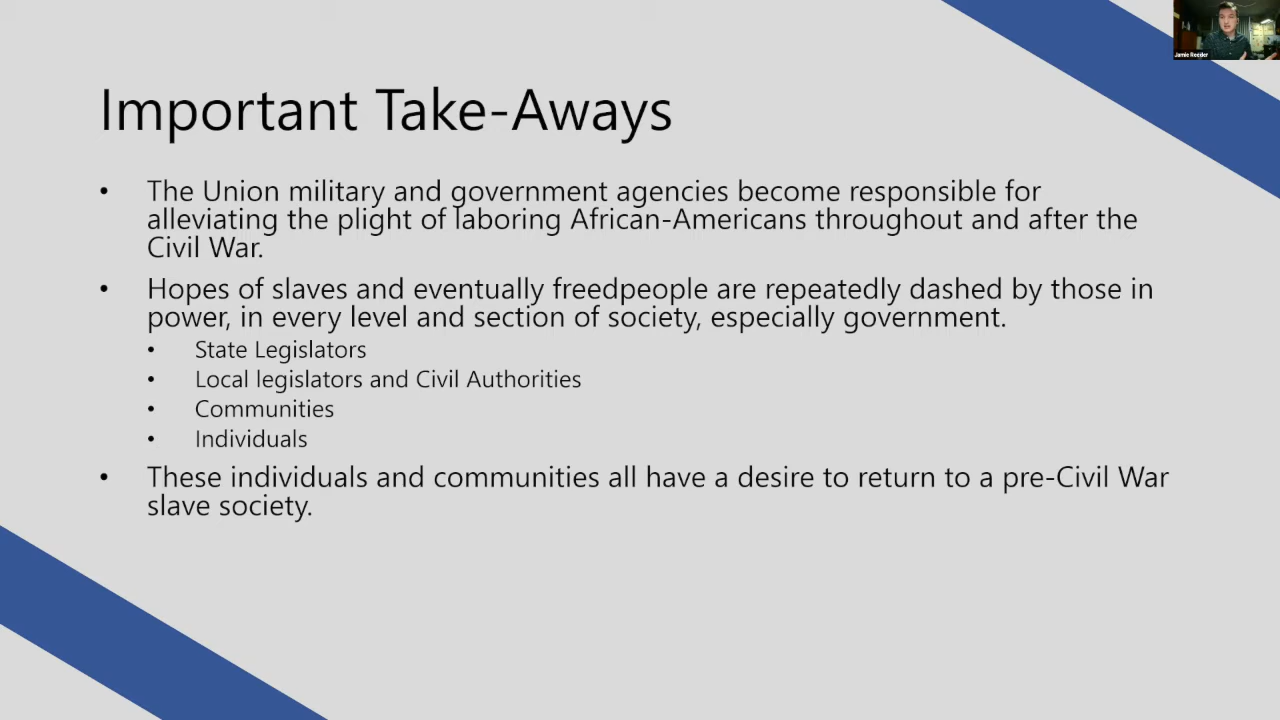 Jamie Reeder
Important Take-Aways
• The Union military and government agencies become responsible for
alleviating the plight of laboring African-Americans throughout and after the
Civil War.
• Hopes of slaves and eventually freedpeople are repeatedly dashed by those in
power, in every level and section of society, especially government.
• State Legislators
• Local legislators and Civil Authorities
• Communities
• Individuals
• These individuals and communities all have a desire to return to a pre-Civil War
slave society.